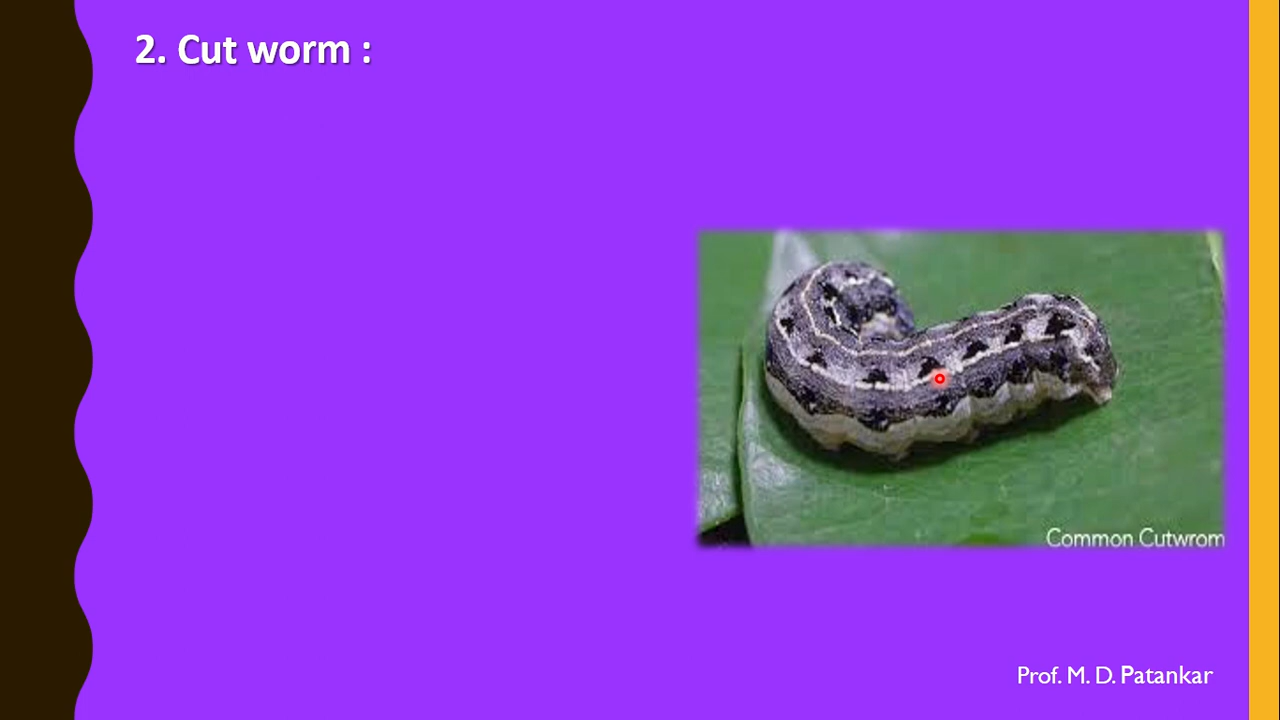 2. Cut worm :
Common Cutwrom
Prof. M. D. Patankar